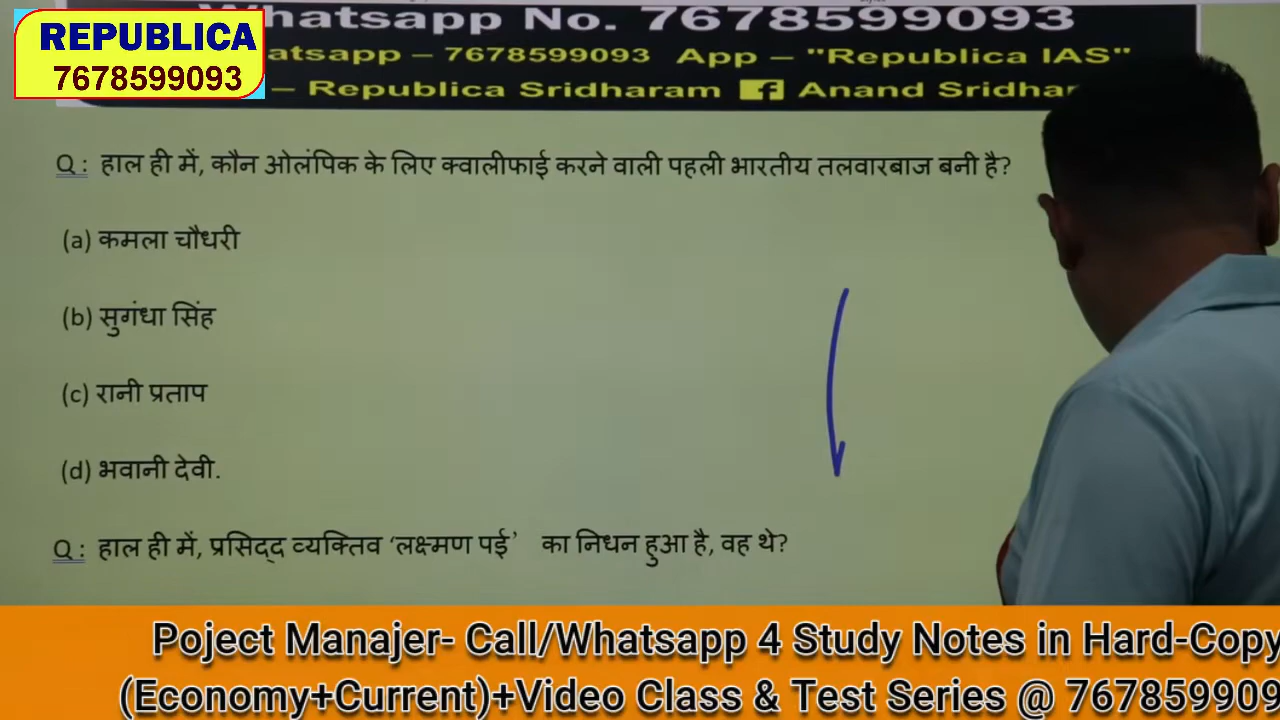 REPUBLICA
7678599093
Whatsapp No. 7678599093
atsapp – 7678599093 App – "Republica IAS"
– Republica Sridharam f Anand Sridhar
Q : हाल ही में, कौन ओलंपिक के लिए क्वालीफाई करने वाली पहली भारतीय तलवारबाज बनी है?
(a) कमला चौधरी
(b) सुगंधा सिंह
(c) रानी प्रताप
(d) भवानी देवी.
Q : हाल ही में, प्रसिद्द व्यक्तिव ‘लक्ष्मण पई’ का निधन हुआ है, वह थे?
Poject Manajer- Call/Whatsapp 4 Study Notes in Hard-Copy
(Economy+Current)+Video Class & Test Series @ 767859909